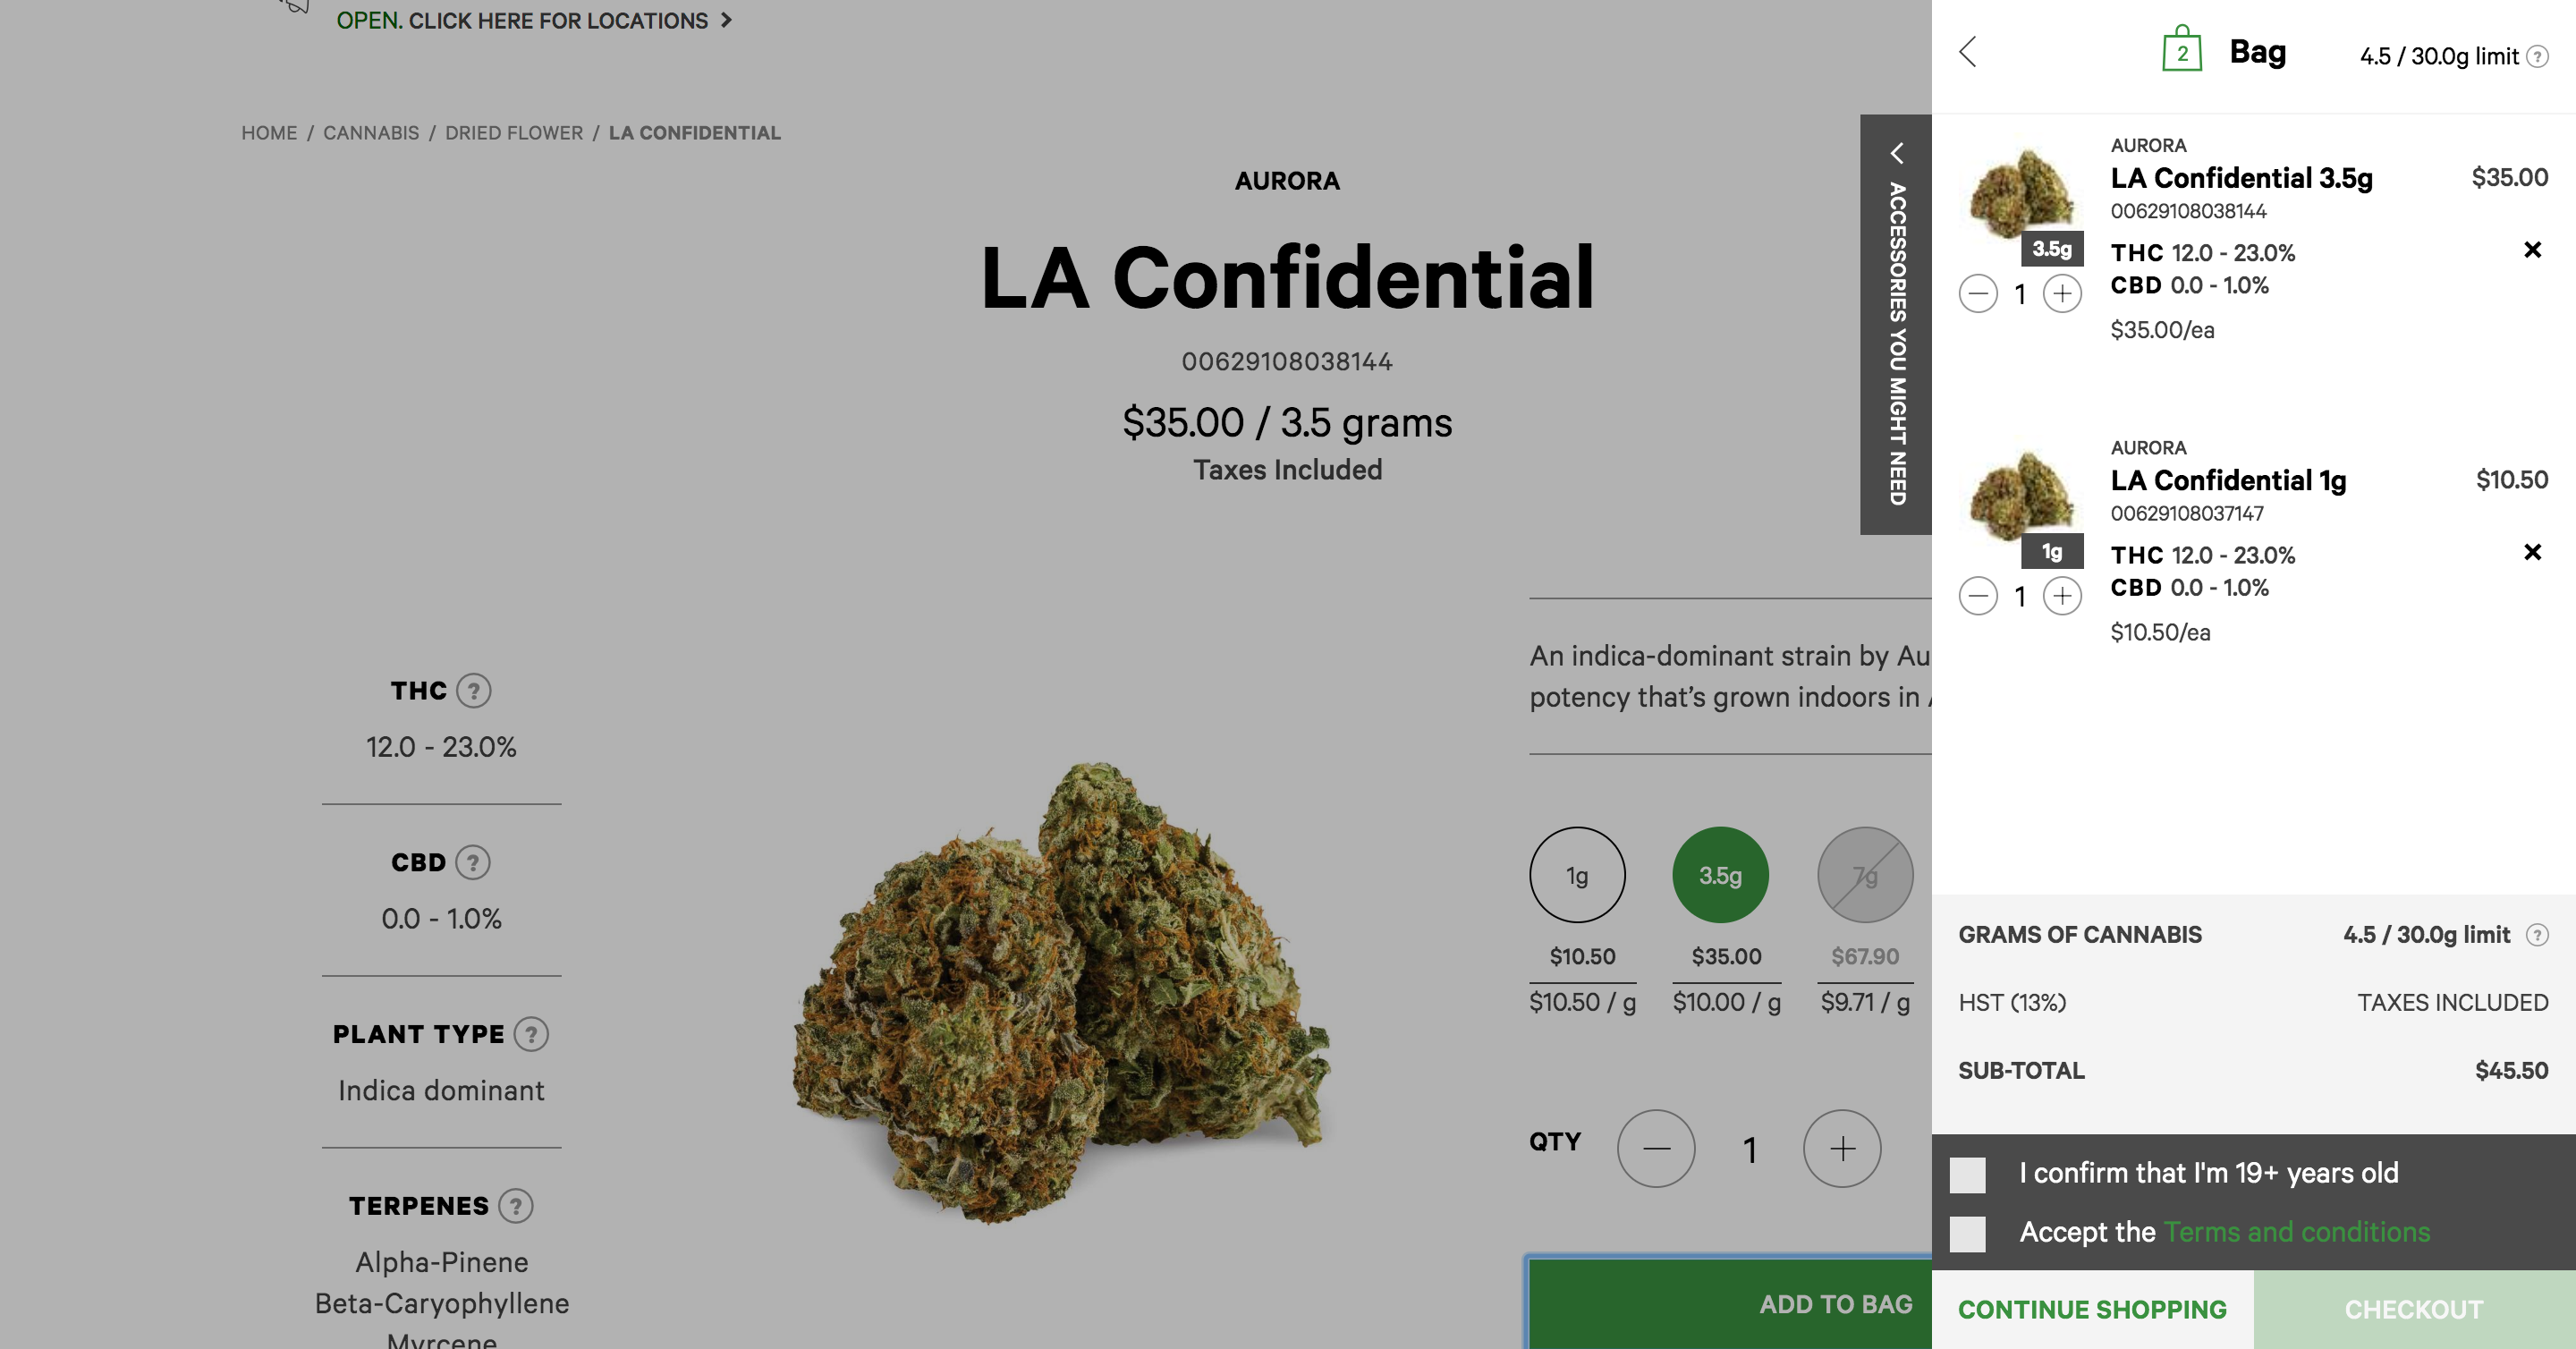 OPEN. CLICK HERE FOR LOCATIONS
HOME / CANNABIS / DRIED FLOWER / LA CONFIDENTIAL
AURORA
LA Confidential
00629108038144
$35.00 / 3.5 grams
Taxes Included
THC ?
12.0 - 23.0%
CBD ?
0.0 - 1.0%
PLANT TYPE ?
Indica dominant
TERPENES ?
Alpha-Pinene
Beta-Caryophyllene
Myrcene
An indica-dominant strain by Au
potency that's grown indoors in
1g 3.5g 7g
$10.50 $35.00 $67.90
$10.50 / g $10.00 / g $9.71 / g
QTY 1
ADD TO BAG
ACCESSORIES YOU MIGHT NEED
2 Bag 4.5 / 30.0g limit ?
AURORA
LA Confidential 3.5g $35.00
00629108038144
3.5g
THC 12.0 - 23.0%
CBD 0.0 - 1.0%
1
$35.00/ea
AURORA
LA Confidential 1g $10.50
00629108037147
1g
THC 12.0 - 23.0%
CBD 0.0 - 1.0%
1
$10.50/ea
GRAMS OF CANNABIS 4.5 / 30.0g limit ?
HST (13%) TAXES INCLUDED
SUB-TOTAL $45.50
I confirm that I'm 19+ years old
Accept the Terms and conditions
CONTINUE SHOPPING CHECKOUT